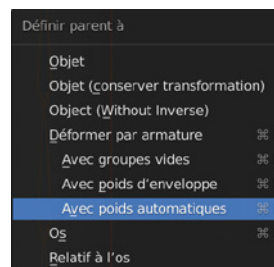 Définir parent à
Objet
Objet (conserver transformation)
Object (Without Inverse)
Déformer par armature ⌘
Avec groupes vides ⌘
Avec poids d'enveloppe ⌘
Avec poids automatiques ⌘
Os ⌘
Relatif à l'os